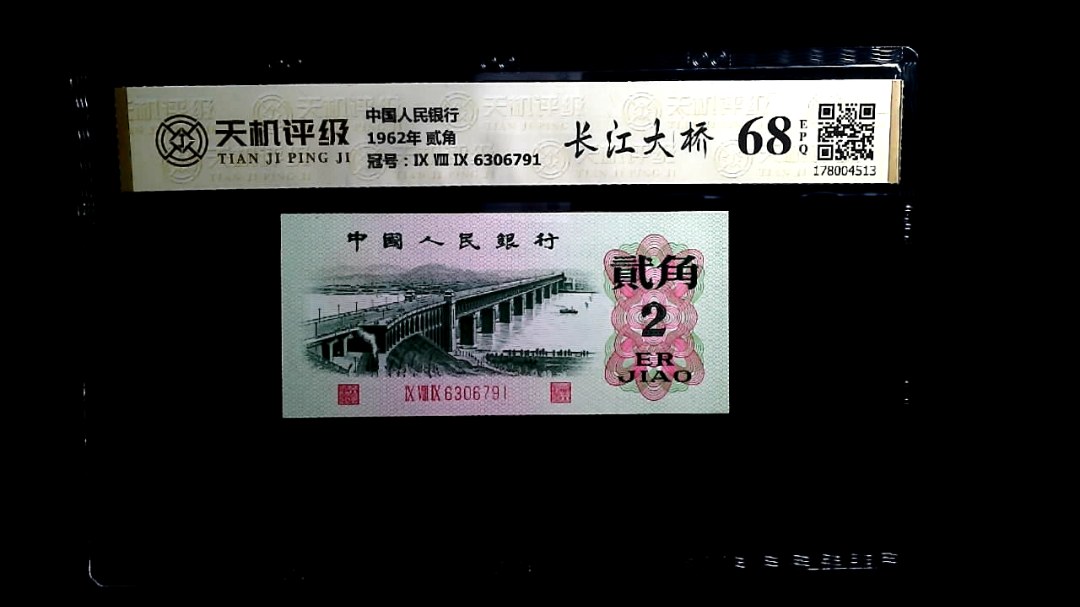 天机评级
TIAN JI PING JI
中国人民银行
1962年 贰角
冠号：Ⅸ Ⅷ Ⅸ 6306791
长江大桥
68
EPQ
178004513
中國人民銀行
貳角
2
ER
JIAO
Ⅸ Ⅷ Ⅸ 6306791